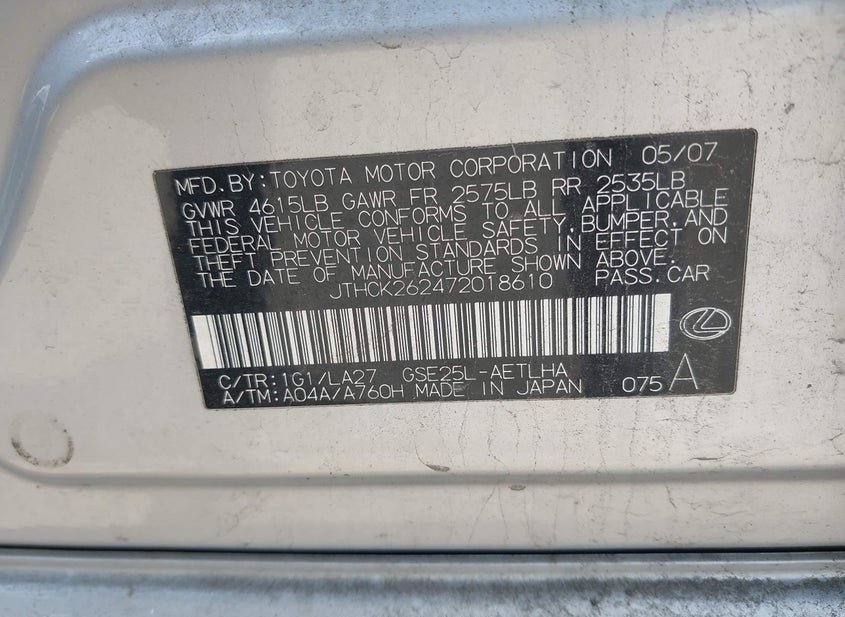 MFD. BY: TOYOTA MOTOR CORPORATION 05/07
GVWR 4615LB GAWR FR 2575LB RR 2535LB
THIS VEHICLE CONFORMS TO ALL APPLICABLE
FEDERAL MOTOR VEHICLE SAFETY, BUMPER, AND
THEFT PREVENTION STANDARDS IN EFFECT ON
THE DATE OF MANUFACTURE SHOWN ABOVE.
JTHCK262472018610 PASS. CAR
C/TR: 1G1/LA27 GSE25L-AETLHA
A/TM: A04A/A760H MADE IN JAPAN 075 A